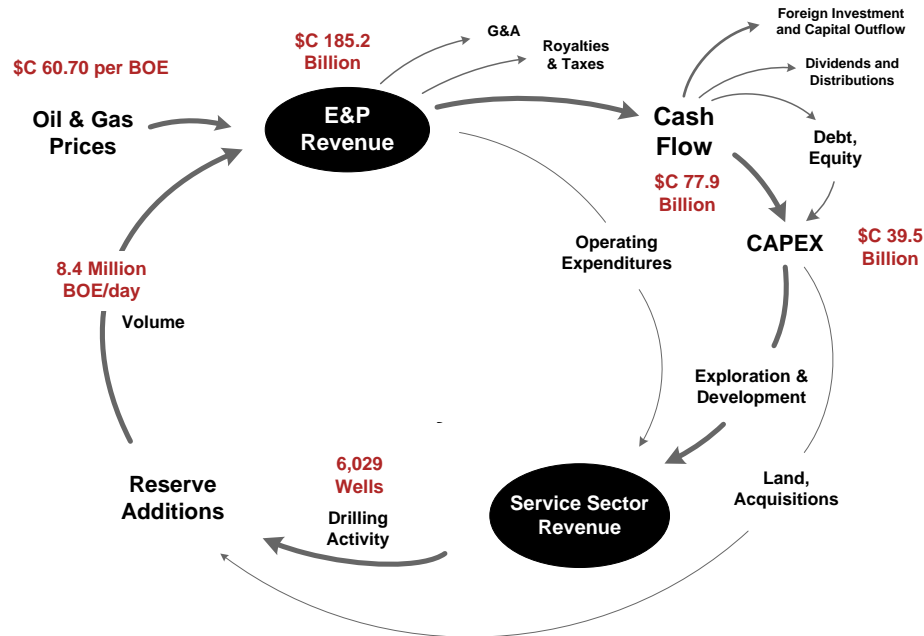 Foreign Investment
and Capital Outflow
G&A
$C 185.2
Billion
Royalties
& Taxes
$C 60.70 per BOE
Dividends and
Distributions
Oil & Gas
Prices
E&P
Revenue
Cash
Flow
Debt,
Equity
$C 77.9
Billion
CAPEX
$C 39.5
Billion
Operating
Expenditures
8.4 Million
BOE/day
Volume
Exploration &
Development
6,029
Wells
Reserve
Additions
Drilling
Activity
Service Sector
Revenue
Land,
Acquisitions